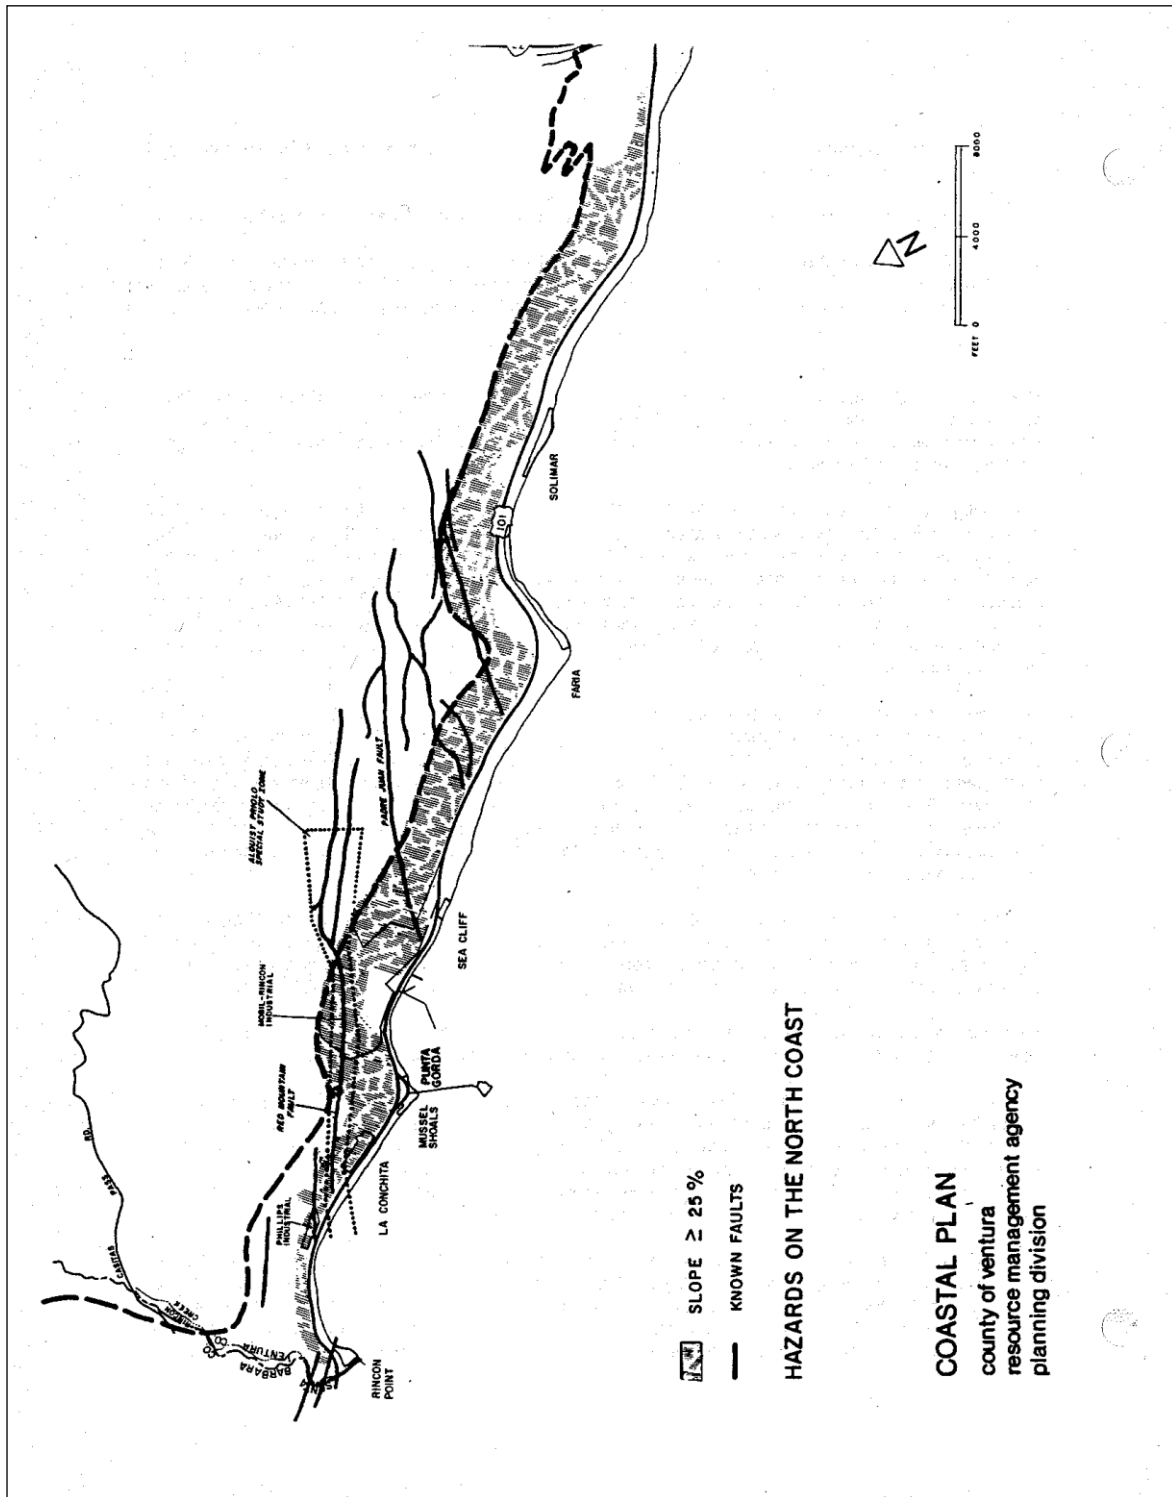 CASITAS PASS RD.
RINCON
CREEK
CO.
CO.
VENTURA
BARBARA
RINCON
POINT
PHILLIPS
INDUSTRIAL
RED MOUNTAIN
FAULT
MOBIL-RINCON
INDUSTRIAL
ALQUIST PRIOLO
SPECIAL STUDY ZONE
PADRE JUAN FAULT
LA CONCHITA
MUSSEL
SHOALS
PUNTA
GORDA
SEA CLIFF
FARIA
101
SOLIMAR
N
FEET 0 4000 8000
SLOPE ≥ 25%
KNOWN FAULTS
HAZARDS ON THE NORTH COAST
COASTAL PLAN
county of ventura
resource management agency
planning division